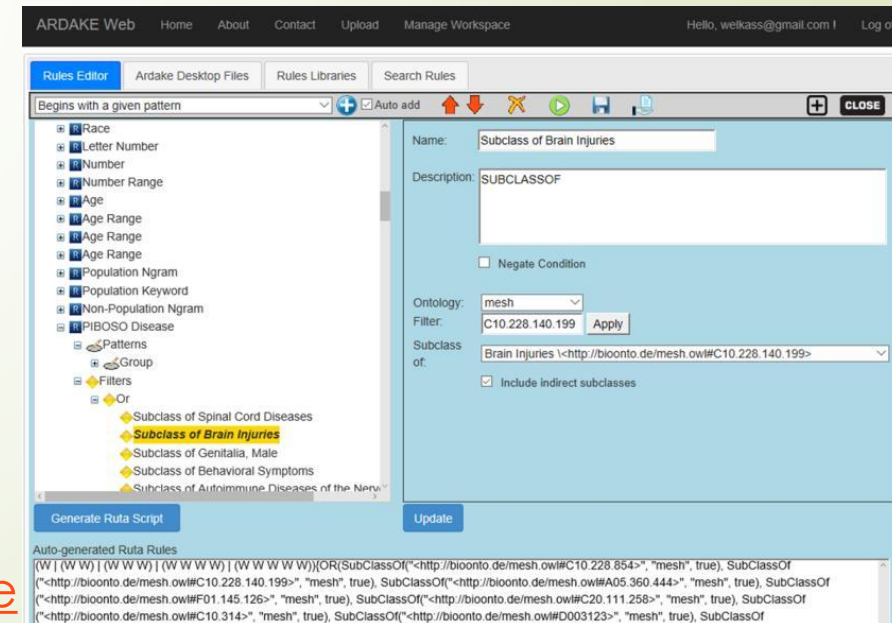 ARDAKE Web Home About Contact Upload Manage Workspace Hello, welkass@gmail.com ! Log o
Rules Editor Ardake Desktop Files Rules Libraries Search Rules
Begins with a given pattern Auto add CLOSE
R Race
R Letter Number
R Number
R Number Range
R Age
R Age Range
R Age Range
R Age Range
R Population Ngram
R Population Keyword
R Non-Population Ngram
R PIBOSO Disease
Patterns
Group
Filters
Or
Subclass of Spinal Cord Diseases
Subclass of Brain Injuries
Subclass of Genitalia, Male
Subclass of Behavioral Symptoms
Subclass of Autoimmune Diseases of the Nerv
Name: Subclass of Brain Injuries
Description: SUBCLASSOF
Negate Condition
Ontology: mesh
Filter: C10.228.140.199 Apply
Subclass of: Brain Injuries \<http://bioonto.de/mesh.owl#C10.228.140.199>
Include indirect subclasses
Generate Ruta Script Update
Auto-generated Ruta Rules
(W | (W W) | (W W W) | (W W W W) | (W W W W W)){OR(SubClassOf("<http://bioonto.de/mesh.owl#C10.228.854>", "mesh", true), SubClassOf
("<http://bioonto.de/mesh.owl#C10.228.140.199>", "mesh", true), SubClassOf("<http://bioonto.de/mesh.owl#A05.360.444>", "mesh", true), SubClassOf
("<http://bioonto.de/mesh.owl#F01.145.126>", "mesh", true), SubClassOf("<http://bioonto.de/mesh.owl#C20.111.258>", "mesh", true), SubClassOf
("<http://bioonto.de/mesh.owl#C10.314>", "mesh", true), SubClassOf("<http://bioonto.de/mesh.owl#D003123>", "mesh", true), SubClassOf
e